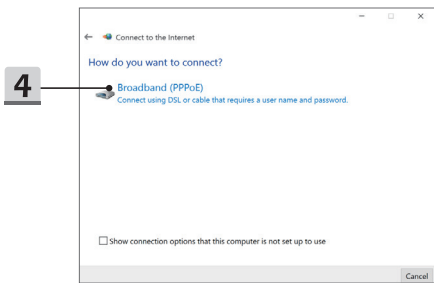 Connect to the Internet
How do you want to connect?
4
Broadband (PPPoE)
Connect using DSL or cable that requires a user name and password.
Show connection options that this computer is not set up to use
Cancel